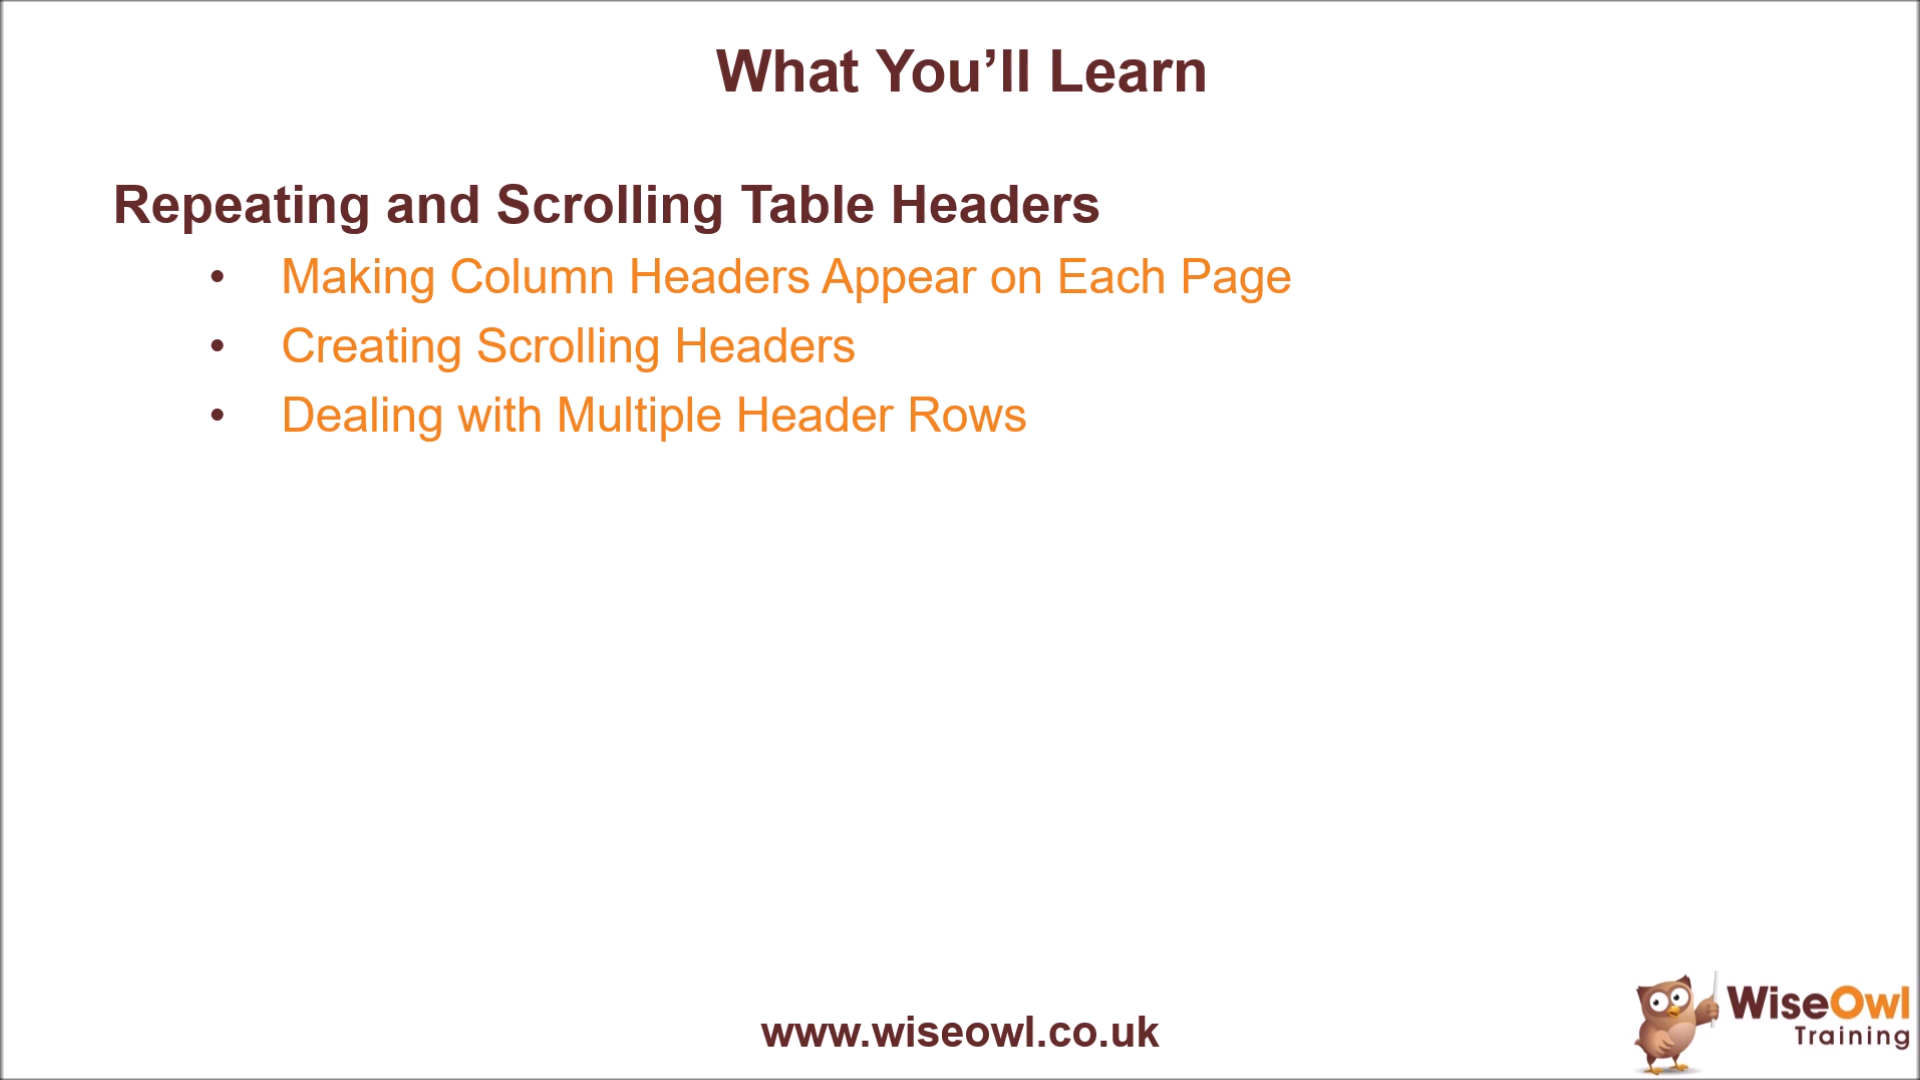 What You’ll Learn
Repeating and Scrolling Table Headers
• Making Column Headers Appear on Each Page
• Creating Scrolling Headers
• Dealing with Multiple Header Rows
www.wiseowl.co.uk
WiseOwl
Training